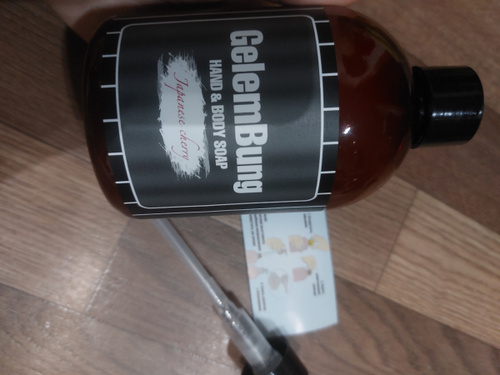 GelemBung
HAND & BODY SOAP
Japanese cherry